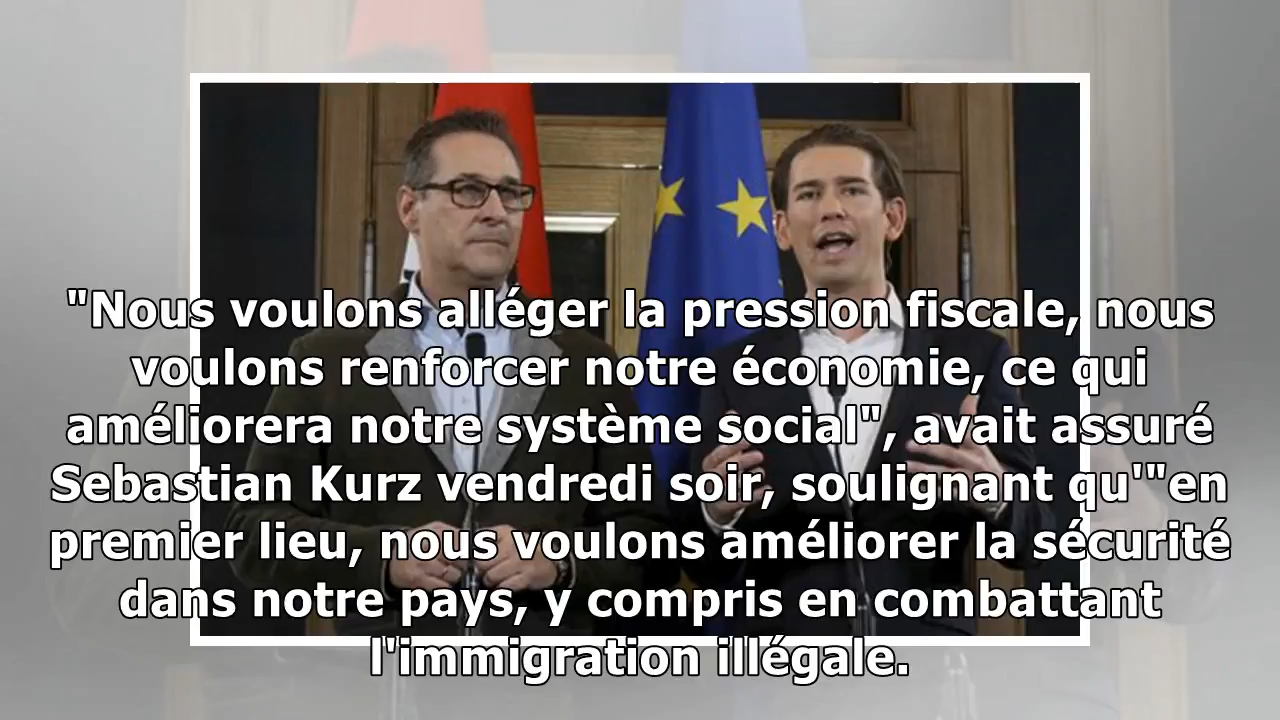 "Nous voulons alléger la pression fiscale, nous
voulons renforcer notre économie, ce qui
améliorera notre système social", avait assuré
Sebastian Kurz vendredi soir, soulignant qu'"en
premier lieu, nous voulons améliorer la sécurité
dans notre pays, y compris en combattant
l'immigration illégale.